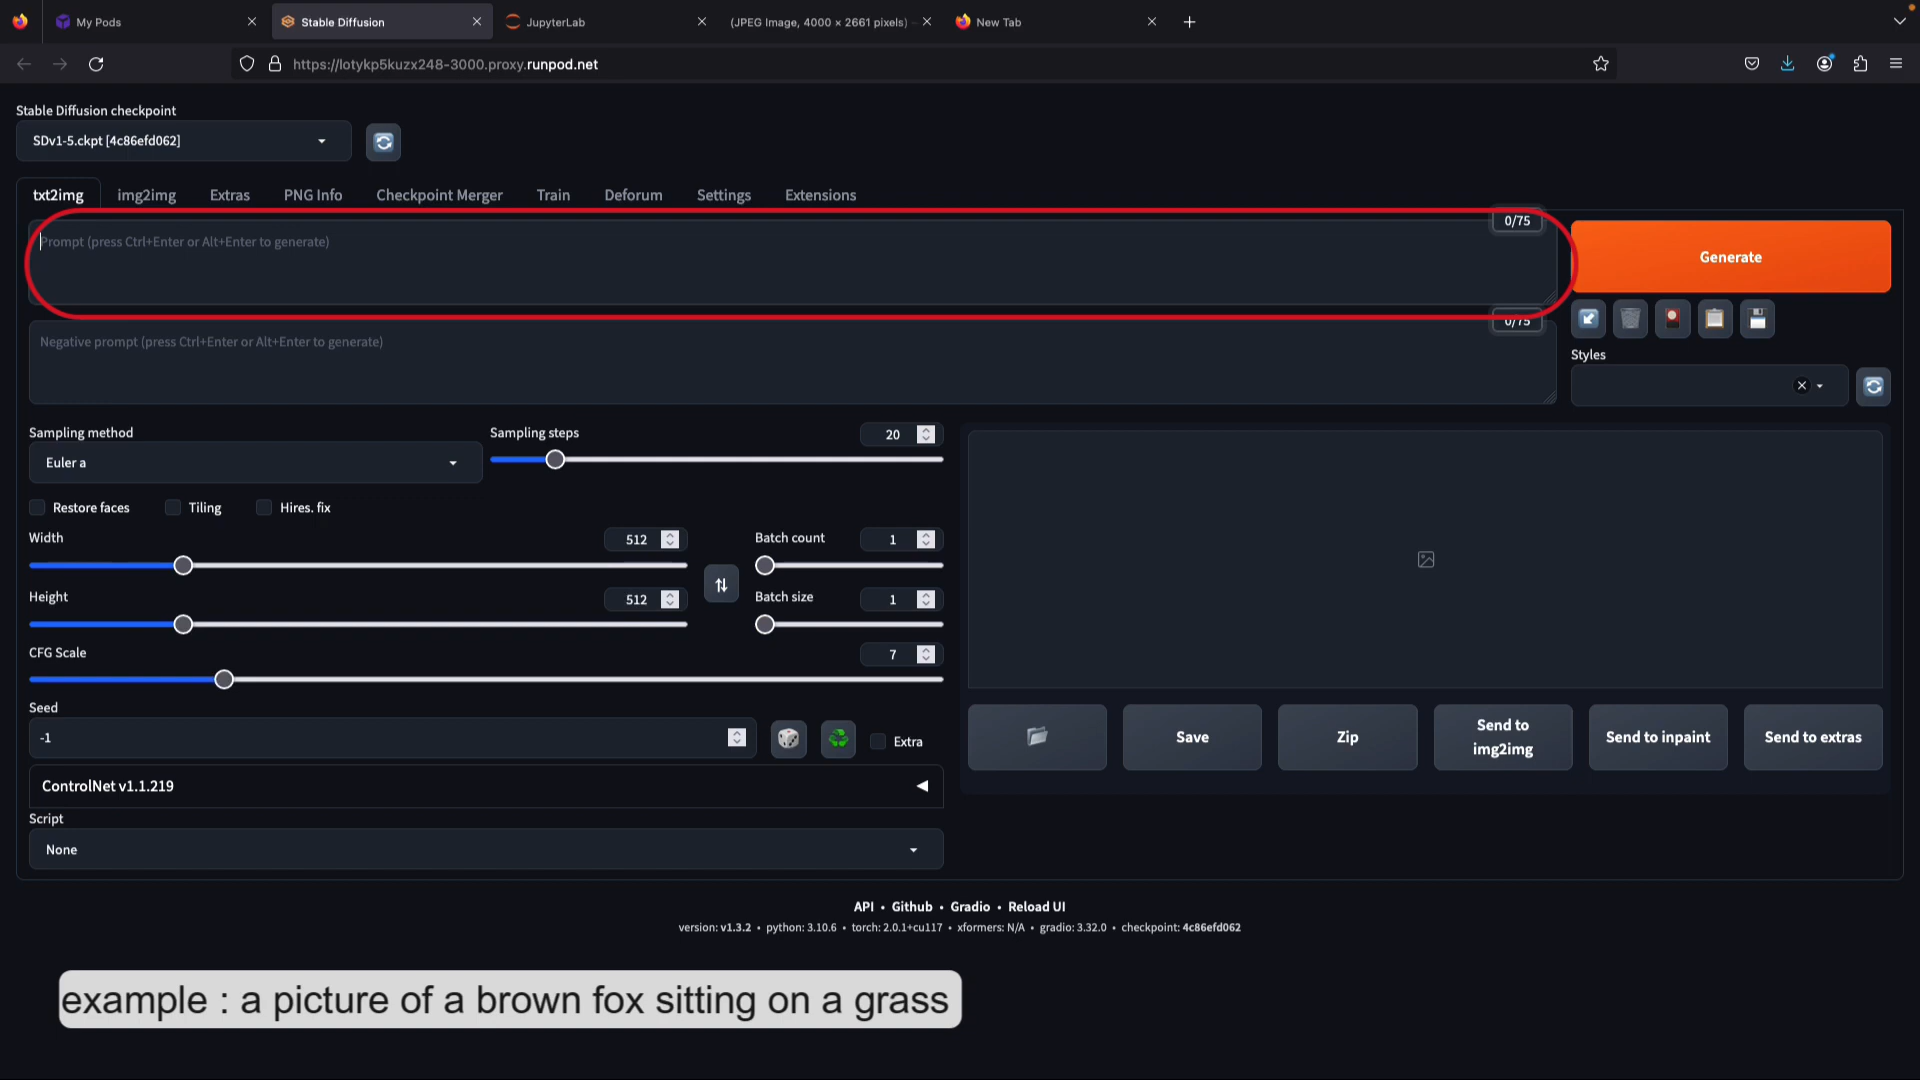 My Pods
Stable Diffusion
JupyterLab
(JPEG Image, 4000 × 2661 pixels)
New Tab
https://lotykp5kuzx248-3000.proxy.runpod.net
Stable Diffusion checkpoint
SDv1-5.ckpt [4c86efd062]
txt2img
img2img
Extras
PNG Info
Checkpoint Merger
Train
Deforum
Settings
Extensions
0/75
Prompt (press Ctrl+Enter or Alt+Enter to generate)
Generate
0/75
Negative prompt (press Ctrl+Enter or Alt+Enter to generate)
Styles
Sampling method
Euler a
Sampling steps
20
Restore faces
Tiling
Hires. fix
Width
512
Batch count
1
Height
512
Batch size
1
CFG Scale
7
Seed
-1
Extra
Save
Zip
Send to
img2img
Send to inpaint
Send to extras
ControlNet v1.1.219
Script
None
API • Github • Gradio • Reload UI
version: v1.3.2 • python: 3.10.6 • torch: 2.0.1+cu117 • xformers: N/A • gradio: 3.32.0 • checkpoint: 4c86efd062
example : a picture of a brown fox sitting on a grass